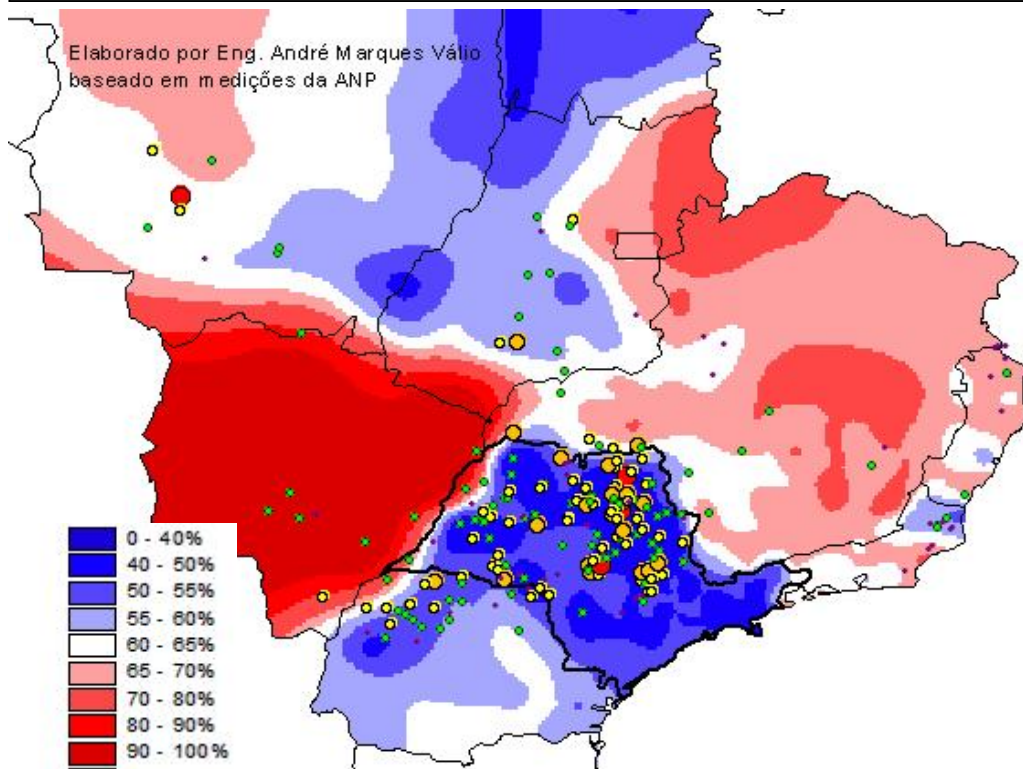 Elaborado por Eng. André Marques Válio
baseado em medições da ANP
0 - 40%
40 - 50%
50 - 55%
55 - 60%
60 - 65%
65 - 70%
70 - 80%
80 - 90%
90 - 100%